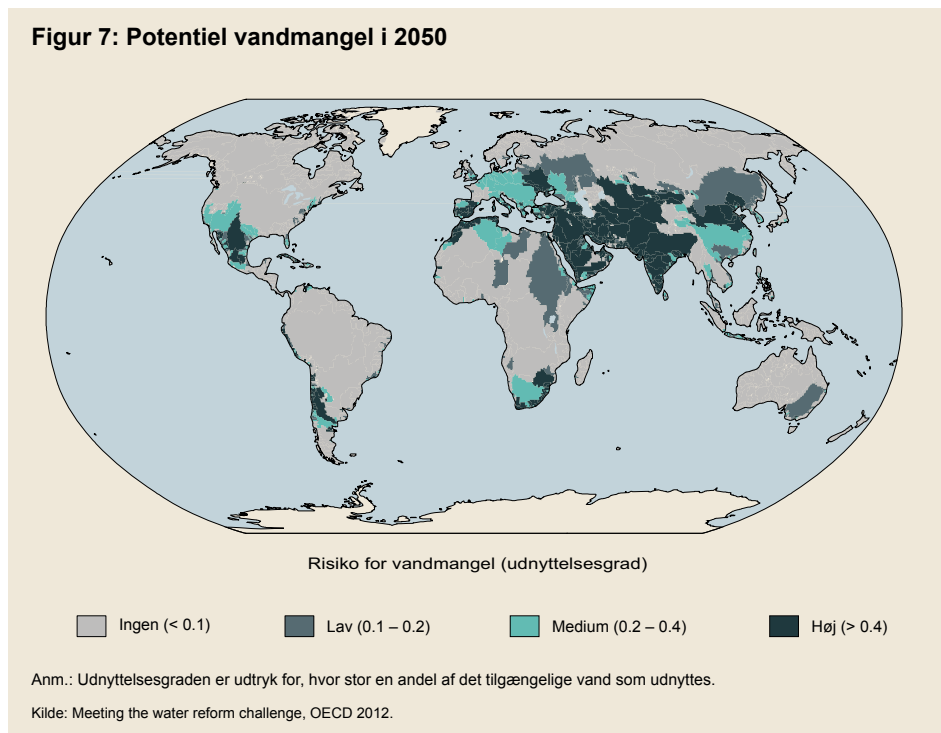 Figur 7: Potentiel vandmangel i 2050
Risiko for vandmangel (udnyttelsesgrad)
Ingen (< 0.1)
Lav (0.1 – 0.2)
Medium (0.2 – 0.4)
Høj (> 0.4)
Anm.: Udnyttelsesgraden er udtryk for, hvor stor en andel af det tilgængelige vand som udnyttes.
Kilde: Meeting the water reform challenge, OECD 2012.